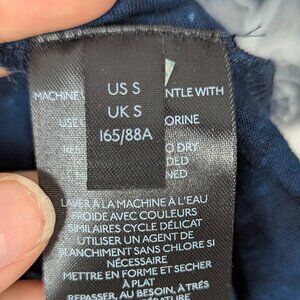 US S
UK S
165/88A
MACHINE
NTLE WITH
ORINE
DRY
DED
NED
LAVER À LA MACHINE À L'EAU
FROIDE AVEC COULEURS
SIMILAIRES CYCLE DÉLICAT
UTILISER UN AGENT DE
BLANCHIMENT SANS CHLORE SI
NÉCESSAIRE
METTRE EN FORME ET SÉCHER
À PLAT
REPASSER, AU BESOIN, À TRÈS